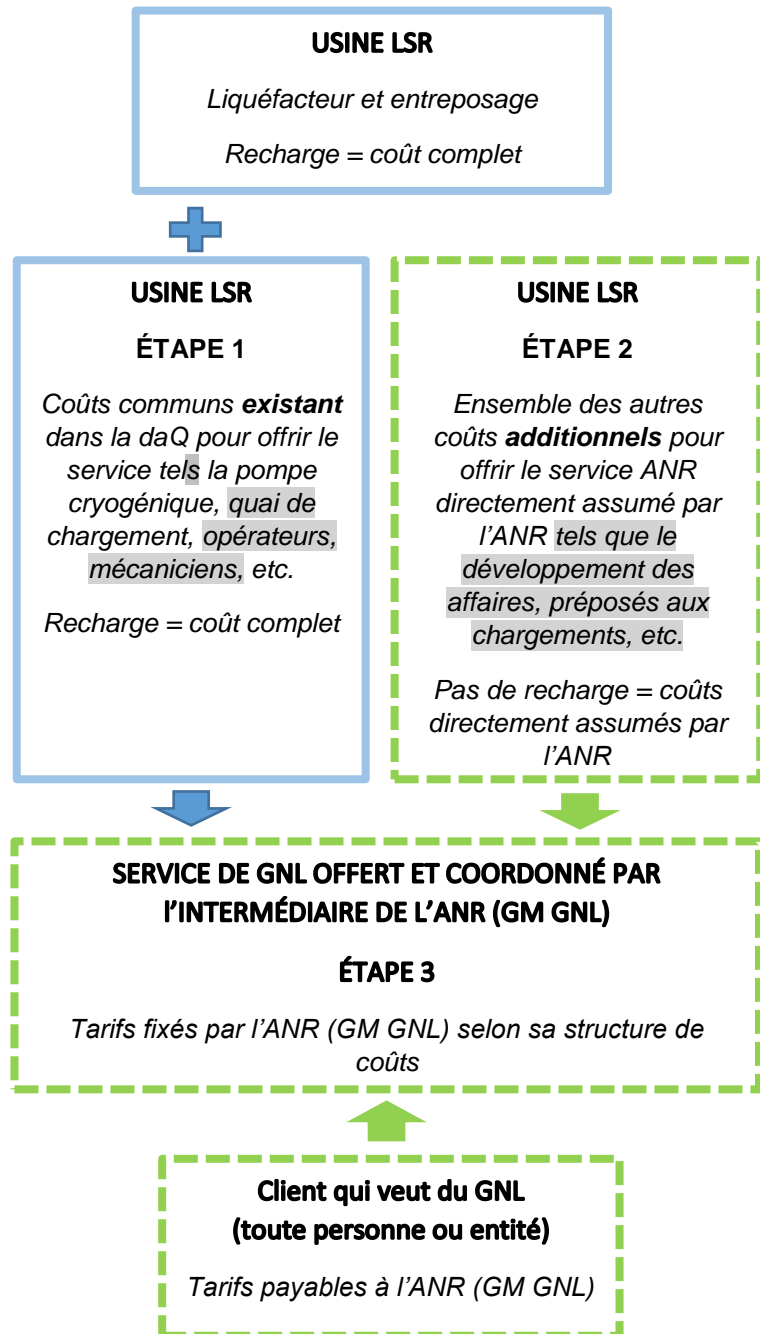 USINE LSR
Liquéfacteur et entreposage
Recharge = coût complet
USINE LSR
ÉTAPE 1
Coûts communs existant
dans la daQ pour offrir le
service tels la pompe
cryogénique, quai de
chargement, opérateurs,
mécaniciens, etc.
Recharge = coût complet
USINE LSR
ÉTAPE 2
Ensemble des autres
coûts additionnels pour
offrir le service ANR
directement assumé par
l’ANR tels que le
développement des
affaires, préposés aux
chargements, etc.
Pas de recharge = coûts
directement assumés par
l’ANR
SERVICE DE GNL OFFERT ET COORDONNÉ PAR
l’INTERMÉDIAIRE DE L’ANR (GM GNL)
ÉTAPE 3
Tarifs fixés par l’ANR (GM GNL) selon sa structure de
coûts
Client qui veut du GNL
(toute personne ou entité)
Tarifs payables à l’ANR (GM GNL)